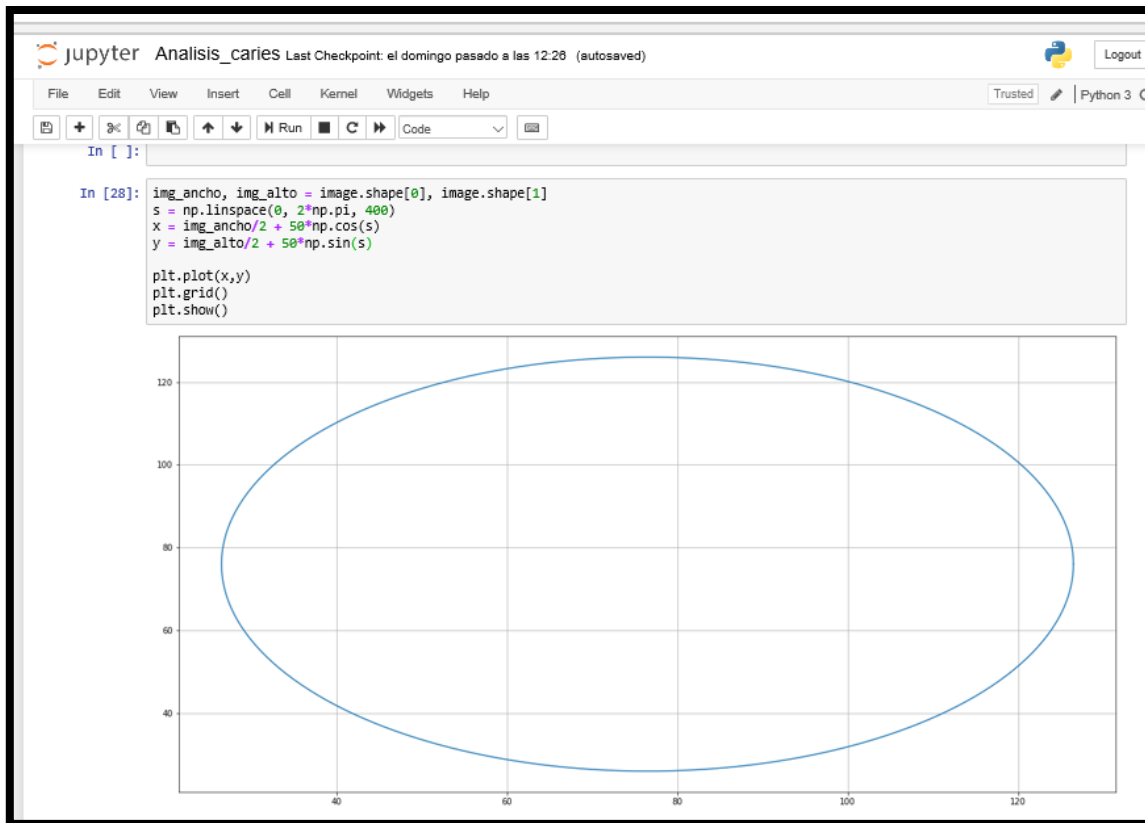 jupyter Analisis_caries Last Checkpoint: el domingo pasado a las 12:26 (autosaved)
Logout
File Edit View Insert Cell Kernel Widgets Help
Trusted Python 3
Run Code
In [ ]:
In [28]: img_ancho, img_alto = image.shape[0], image.shape[1]
s = np.linspace(0, 2*np.pi, 400)
x = img_ancho/2 + 50*np.cos(s)
y = img_alto/2 + 50*np.sin(s)
plt.plot(x,y)
plt.grid()
plt.show()
120
100
80
60
40
40 60 80 100 120